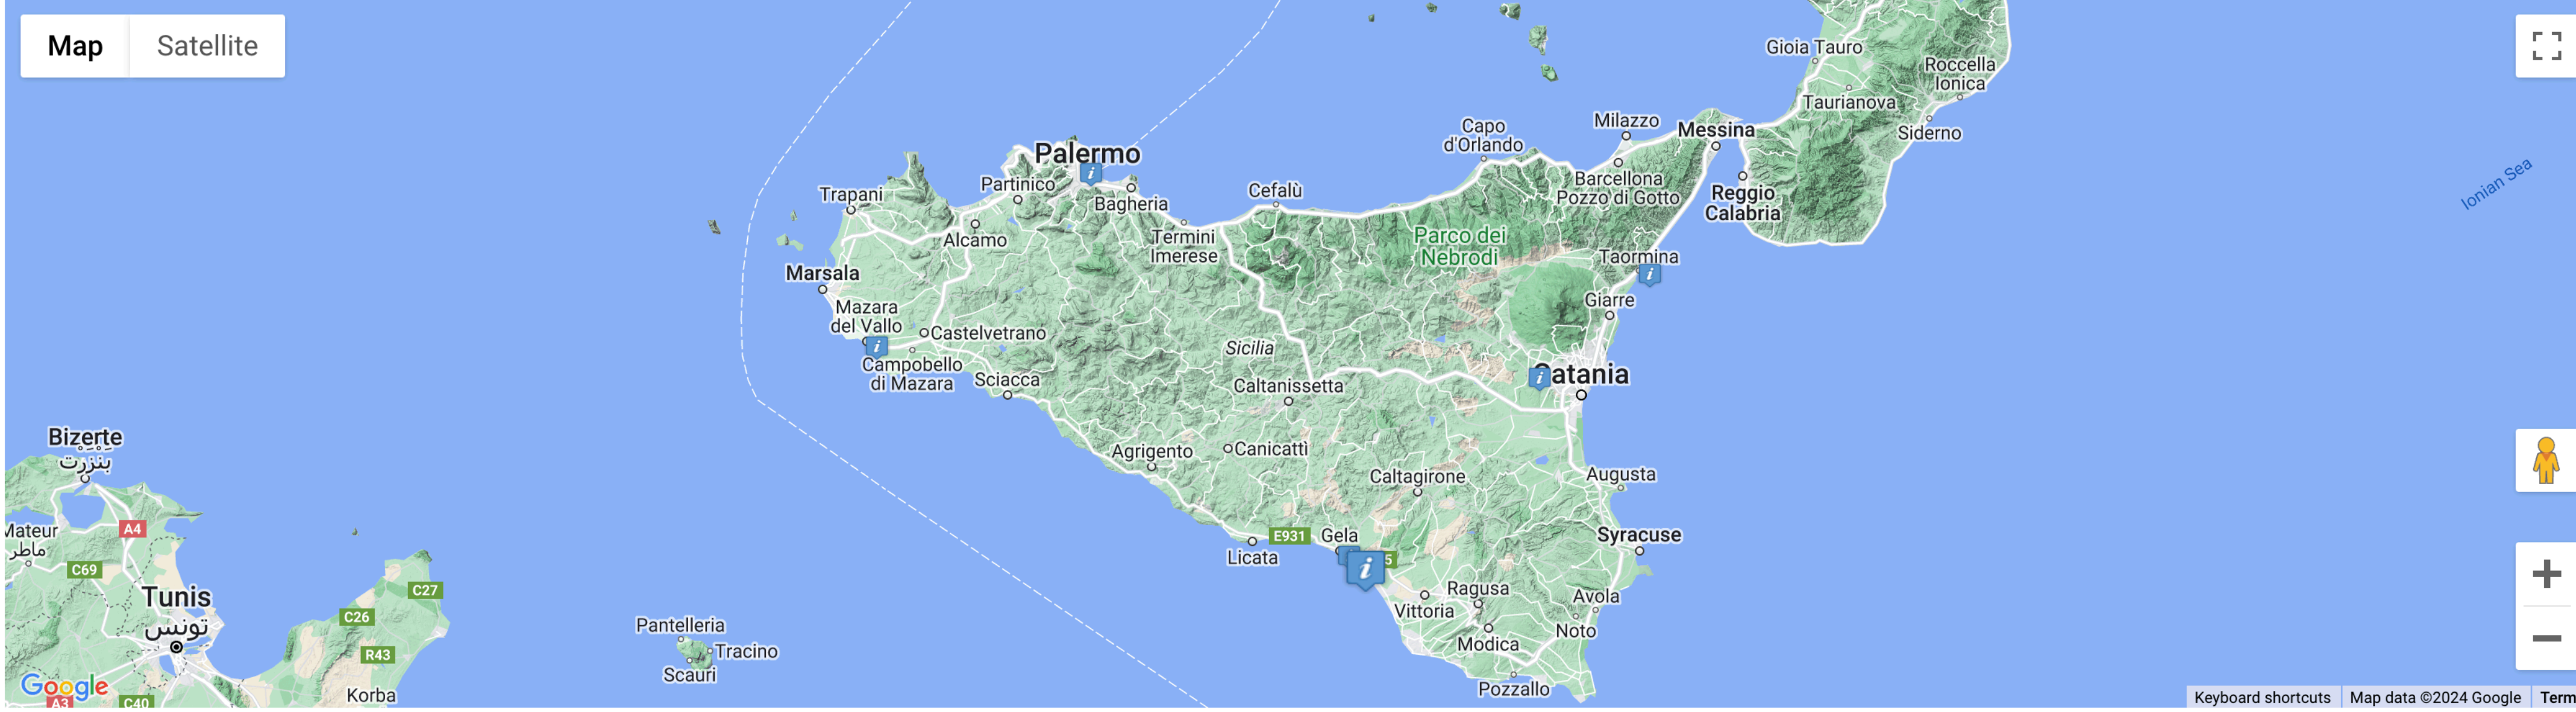 Map
Satellite
Gioia Tauro
Roccella
Ionica
Taurianova
Siderno
Milazzo
Messina
Capo
d'Orlando
Palermo
Barcellona
Pozzo di Gotto
Reggio
Calabria
Ionian Sea
Trapani
Partinico
Bagheria
Cefalù
Alcamo
Termini
Imerese
Parco dei
Nebrodi
Taormina
Marsala
Giarre
Mazara
del Vallo
Castelvetrano
Sicilia
Campobello
di Mazara
Sciacca
Caltanissetta
atania
Bizerte
بنزرت
Agrigento
Canicattì
Caltagirone
Augusta
Mateur
ماطر
A4
E931
Gela
5
Syracuse
Licata
C69
C27
Tunis
تونس
C26
Ragusa
Vittoria
Avola
Pantelleria
Tracino
Scauri
Noto
Modica
R43
Google
A3
C40
Korba
Pozzallo
Keyboard shortcuts
Map data ©2024 Google
Term